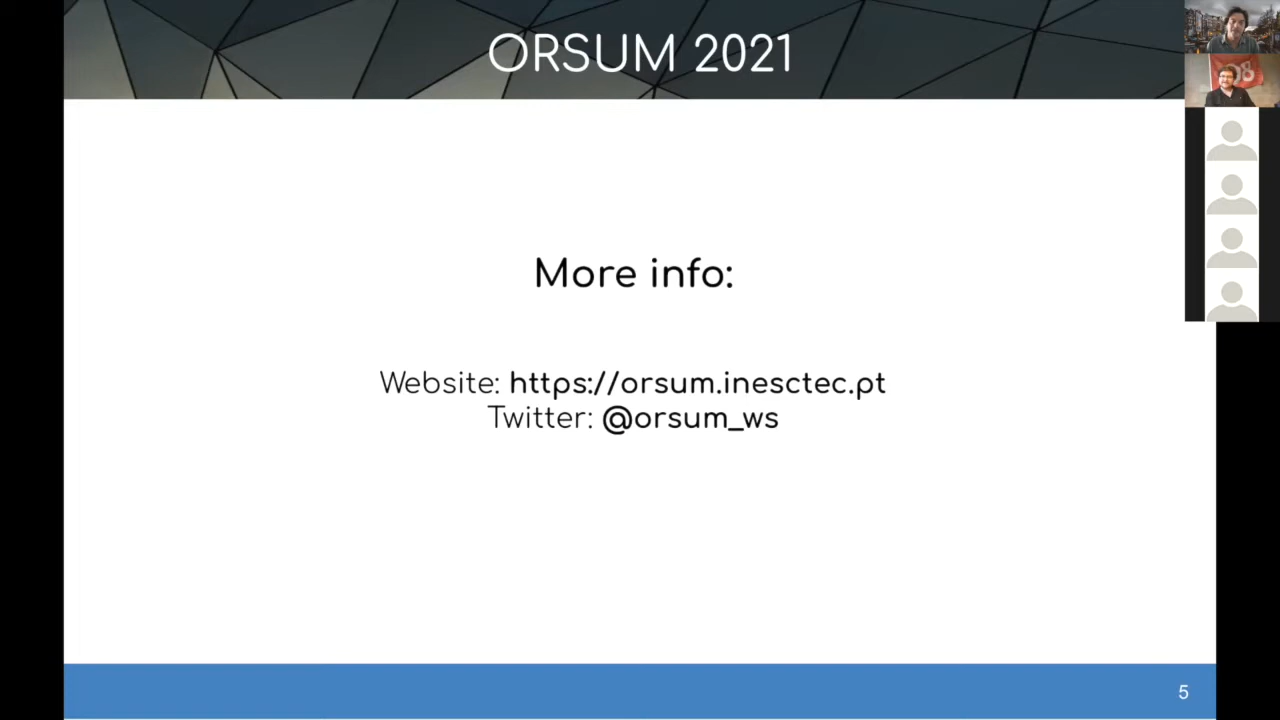 ORSUM 2021
More info:
Website: https://orsum.inesctec.pt
Twitter: @orsum_ws
5